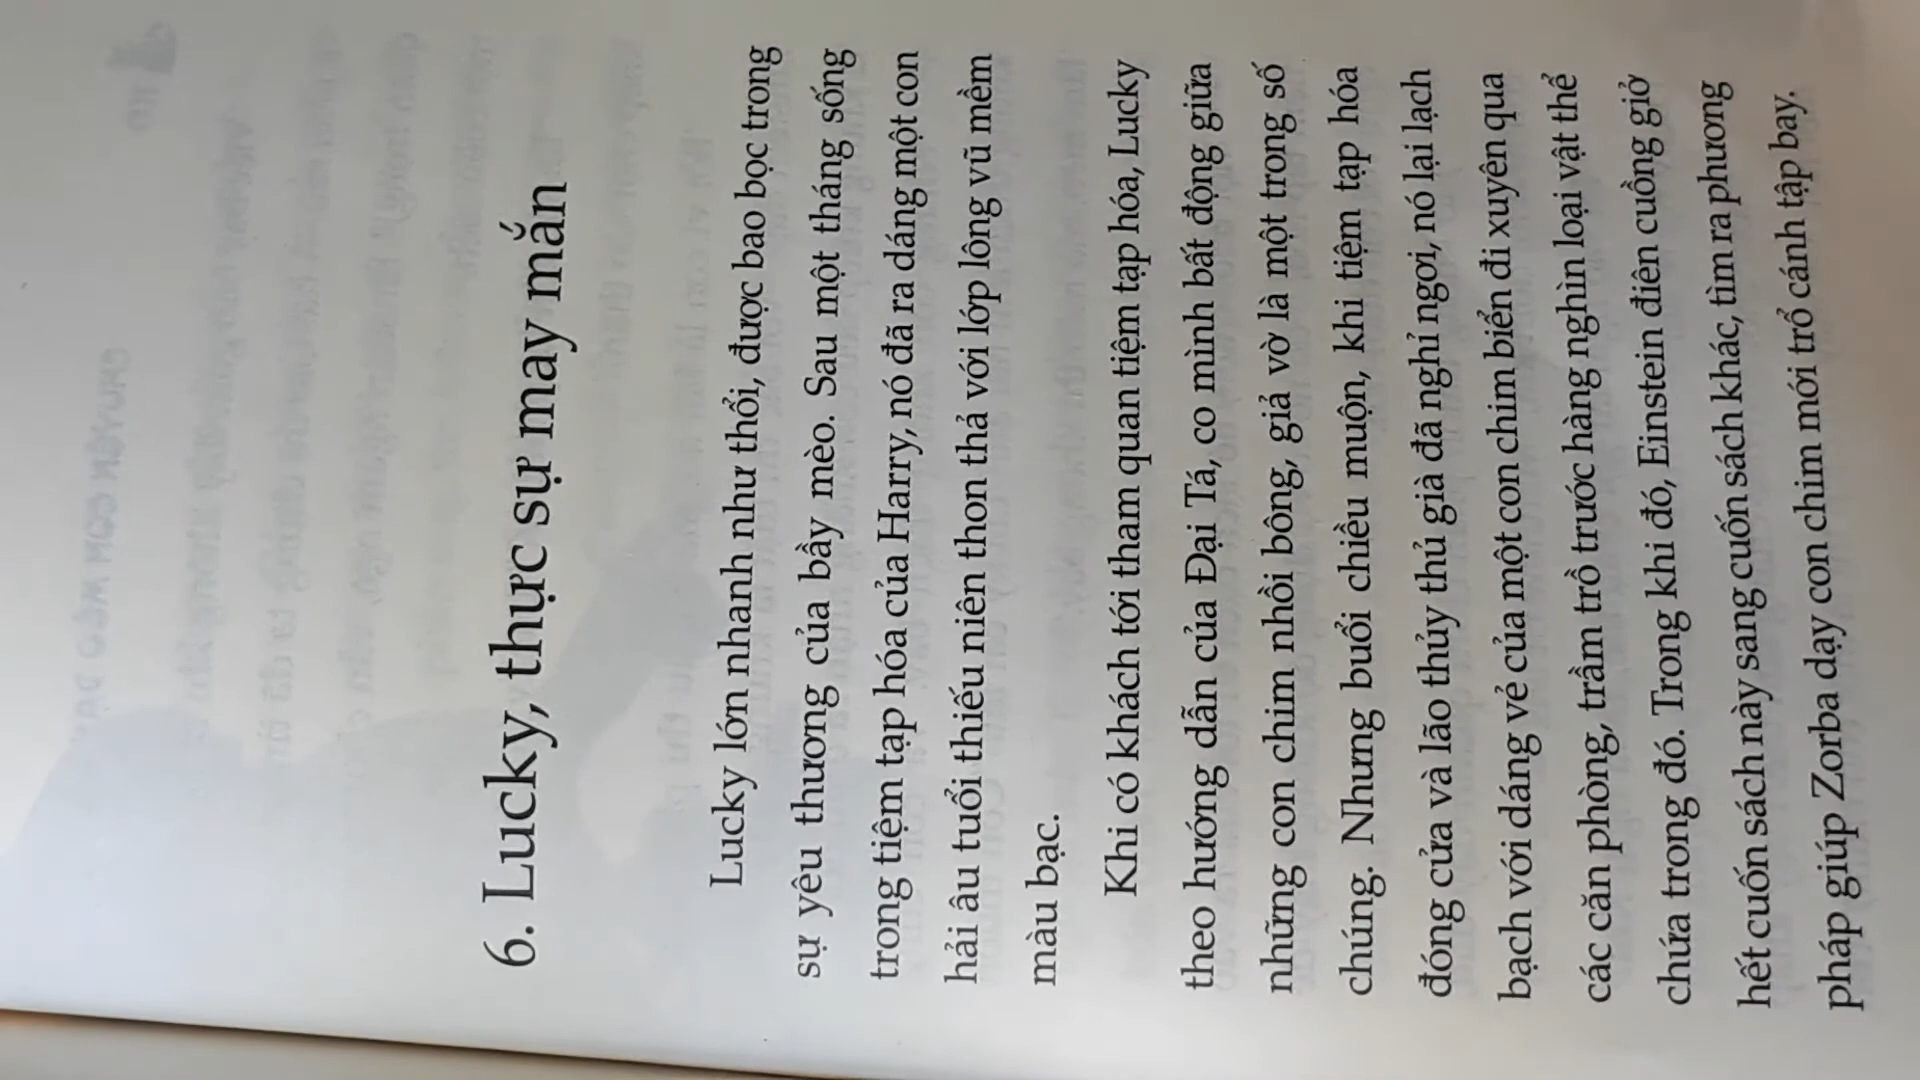 6. Lucky, thực sự may mắn
Lucky lớn nhanh như thổi, được bao bọc trong
sự yêu thương của bầy mèo. Sau một tháng sống
trong tiệm tạp hóa của Harry, nó đã ra dáng một con
hải âu tuổi thiếu niên thon thả với lớp lông vũ mềm
màu bạc.
Khi có khách tới tham quan tiệm tạp hóa, Lucky
theo hướng dẫn của Đại Tá, co mình bất động giữa
những con chim nhồi bông, giả vờ là một trong số
chúng. Nhưng buổi chiều muộn, khi tiệm tạp hóa
đóng cửa và lão thủy thủ già đã nghỉ ngơi, nó lại lạch
bạch với dáng vẻ của một con chim biển đi xuyên qua
các căn phòng, trầm trồ trước hàng nghìn loại vật thể
chứa trong đó. Trong khi đó, Einstein điên cuồng giở
hết cuốn sách này sang cuốn sách khác, tìm ra phương
pháp giúp Zorba dạy con chim mới trổ cánh tập bay.